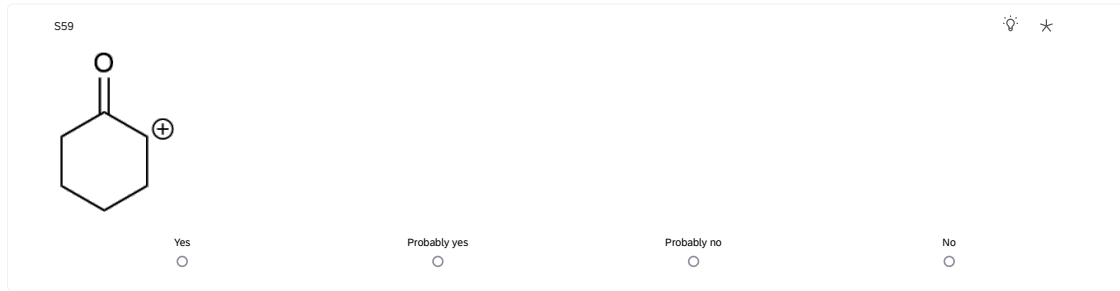 S59
O
⊕
Yes
Probably yes
Probably no
No